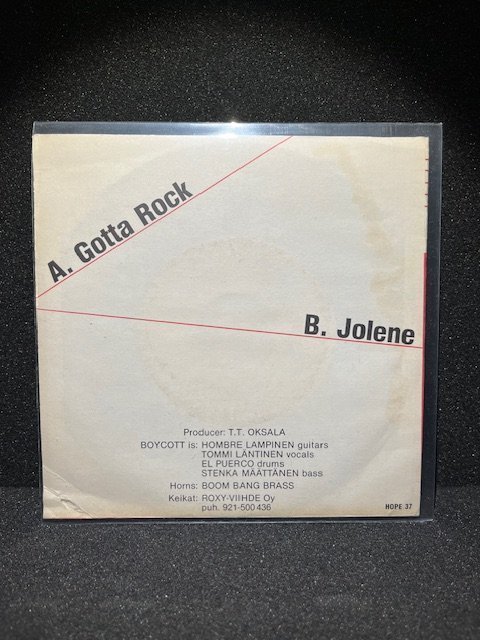 A. Gotta Rock
B. Jolene
Producer: T.T. OKSALA
BOYCOTT is: HOMBRE LAMPINEN guitars
TOMMI LÄNTINEN vocals
EL PUERCO drums
STENKA MÄÄTTÄNEN bass
Horns: BOOM BANG BRASS
Keikat: ROXY-VIIHDE Oy
puh. 921-500 436
HOPE 37